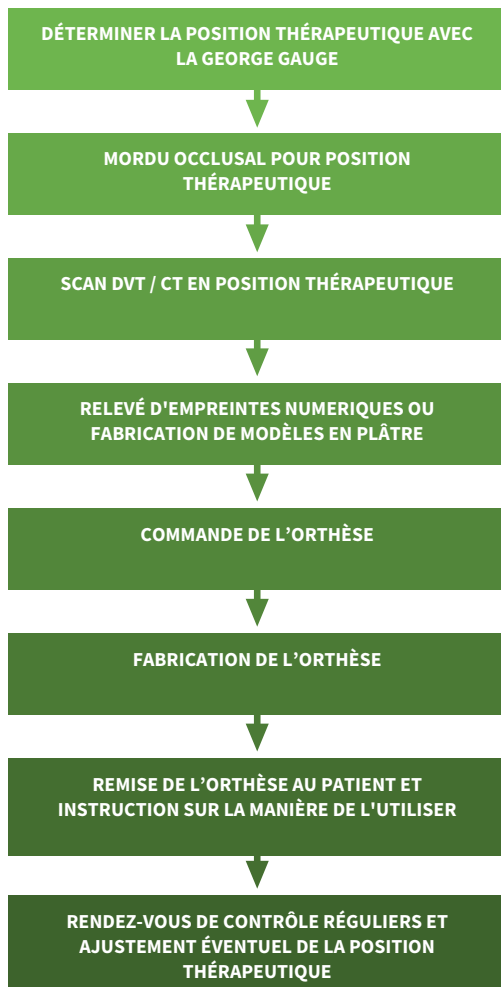 DÉTERMINER LA POSITION THÉRAPEUTIQUE AVEC
LA GEORGE GAUGE
MORDU OCCLUSAL POUR POSITION
THÉRAPEUTIQUE
SCAN DVT / CT EN POSITION THÉRAPEUTIQUE
RELEVÉ D'EMPREINTES NUMERIQUES OU
FABRICATION DE MODÈLES EN PLÂTRE
COMMANDE DE L’ORTHÈSE
FABRICATION DE L’ORTHÈSE
REMISE DE L’ORTHÈSE AU PATIENT ET
INSTRUCTION SUR LA MANIÈRE DE L'UTILISER
RENDEZ-VOUS DE CONTRÔLE RÉGULIERS ET
AJUSTEMENT ÉVENTUEL DE LA POSITION
THÉRAPEUTIQUE